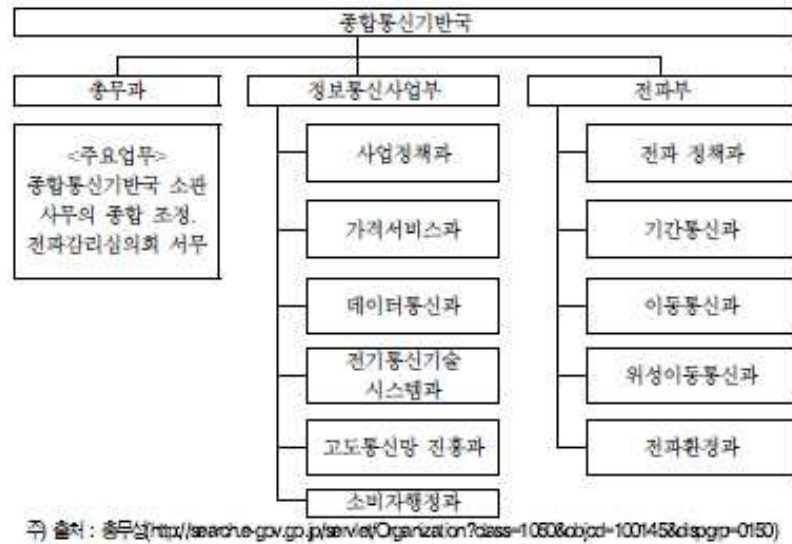 종합통신기반국
총무과
정보통신사업부
전파부
<주요업무>
종합통신기반국 소관
사무의 종합 조정.
전파감리심의회 서무
사업정책과
가격서비스과
데이터통신과
전기통신기술
시스템과
고도통신망 진흥과
소비자행정과
전파 정책과
기간통신과
이동통신과
위성이동통신과
전파환경과
주) 출처 : 총무성(http://search.e-gov.go.jp/servlet/Organization?class=1050&objcd=100145&dispgrp=0150)